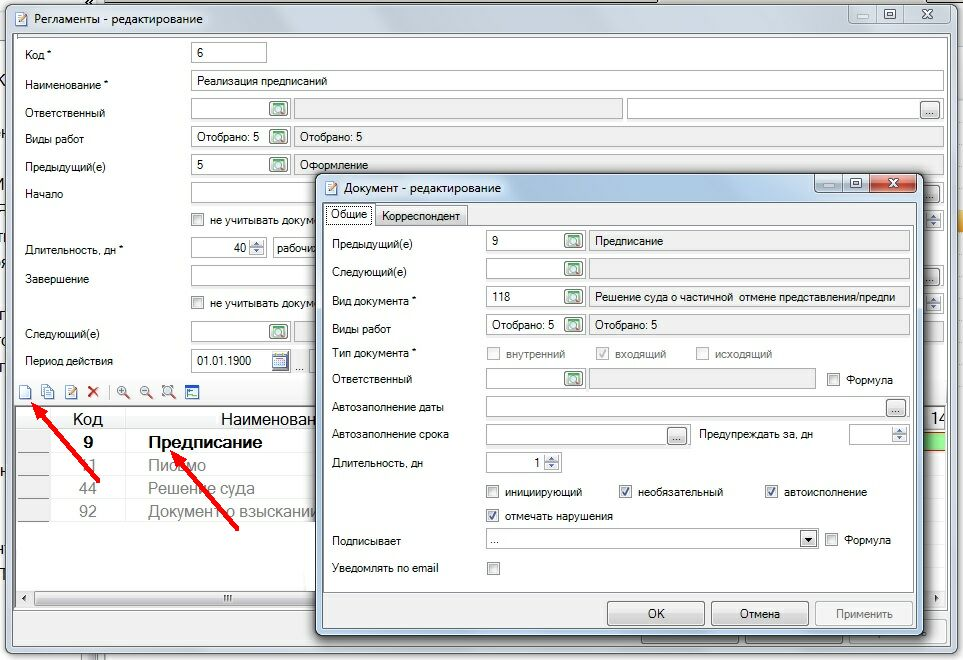 Регламенты - редактирование
Код *
6
Наименование *
Реализация предписаний
Ответственный
...
Виды работ
Отобрано: 5
Отобрано: 5
Предыдущий(е)
5
Оформление
Начало
...
не учитывать докум
Длительность, дн *
40
рабочих
Завершение
...
не учитывать докум
Следующий(е)
Период действия
01.01.1900
...
Код
Наименован
14
9
Предписание
Письмо
44
Решение суда
92
Документ о взыскании
Документ - редактирование
Общие
Корреспондент
Предыдущий(е)
9
Предписание
Следующий(е)
Вид документа *
118
Решение суда о частичной отмене представления/предпи
Виды работ
Отобрано: 5
Отобрано: 5
Тип документа *
внутренний
входящий
исходящий
Ответственный
Формула
Автозаполнение даты
...
Автозаполнение срока
...
Предупреждать за, дн
Длительность, дн
1
инициирующий
необязательный
автоисполнение
отмечать нарушения
Подписывает
...
Формула
Уведомлять по email
OK
Отмена
Применить